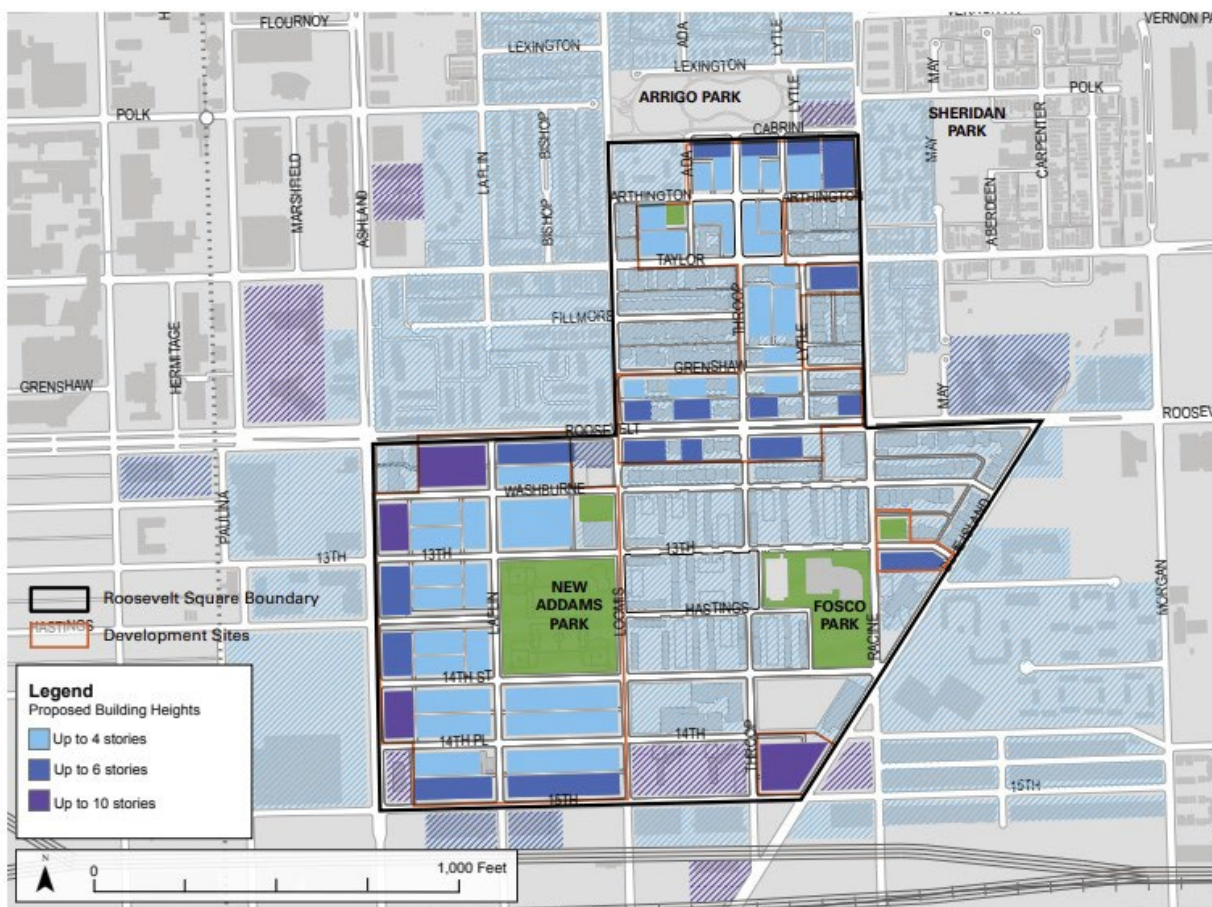 FLOURNOY
VERNON PA
LEXINGTON
ADA
LYTLE
LEXINGTON
MAY
ARRIGO PARK
LYTLE
POLK
POLK
SHERIDAN
PARK
CABRINI
BISHOP
MAY
CARPENTER
LAFLIN
ADA
MARSHFIELD
ASHLAND
ARTHINGTON
ARTHINGTON
BISHOP
ABERDEEN
TAYLOR
THROOP
FILLMORE
LYTLE
HERMITAGE
GRENSHAW
GRENSHAW
MAY
ROOSEVELT
ROOSEV
WASHBURNE
PAULINA
13TH
13TH
13TH
MORGAN
Roosevelt Square Boundary
NEW
ADDAMS
PARK
LAFLIN
LOOMIS
HASTINGS
FOSCO
PARK
RACINE
HASTINGS
Development Sites
14TH ST
Legend
Proposed Building Heights
Up to 4 stories
Up to 6 stories
Up to 10 stories
14TH PL
14TH
THROOP
15TH
15TH
N
0
1,000 Feet